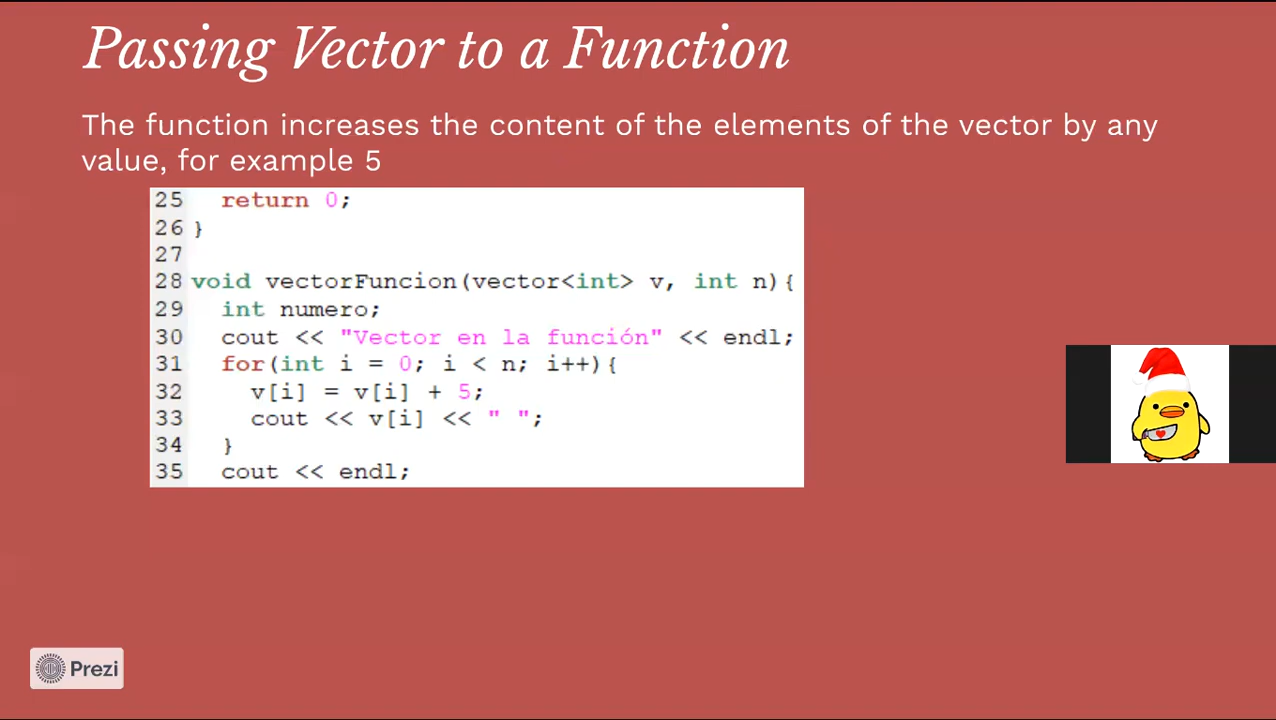 Passing Vector to a Function
The function increases the content of the elements of the vector by any
value, for example 5
25 return 0;
26 }
27
28 void vectorFuncion(vector<int> v, int n){
29 int numero;
30 cout << "Vector en la función" << endl;
31 for(int i = 0; i < n; i++){
32 v[i] = v[i] + 5;
33 cout << v[i] << " ";
34 }
35 cout << endl;
Prezi